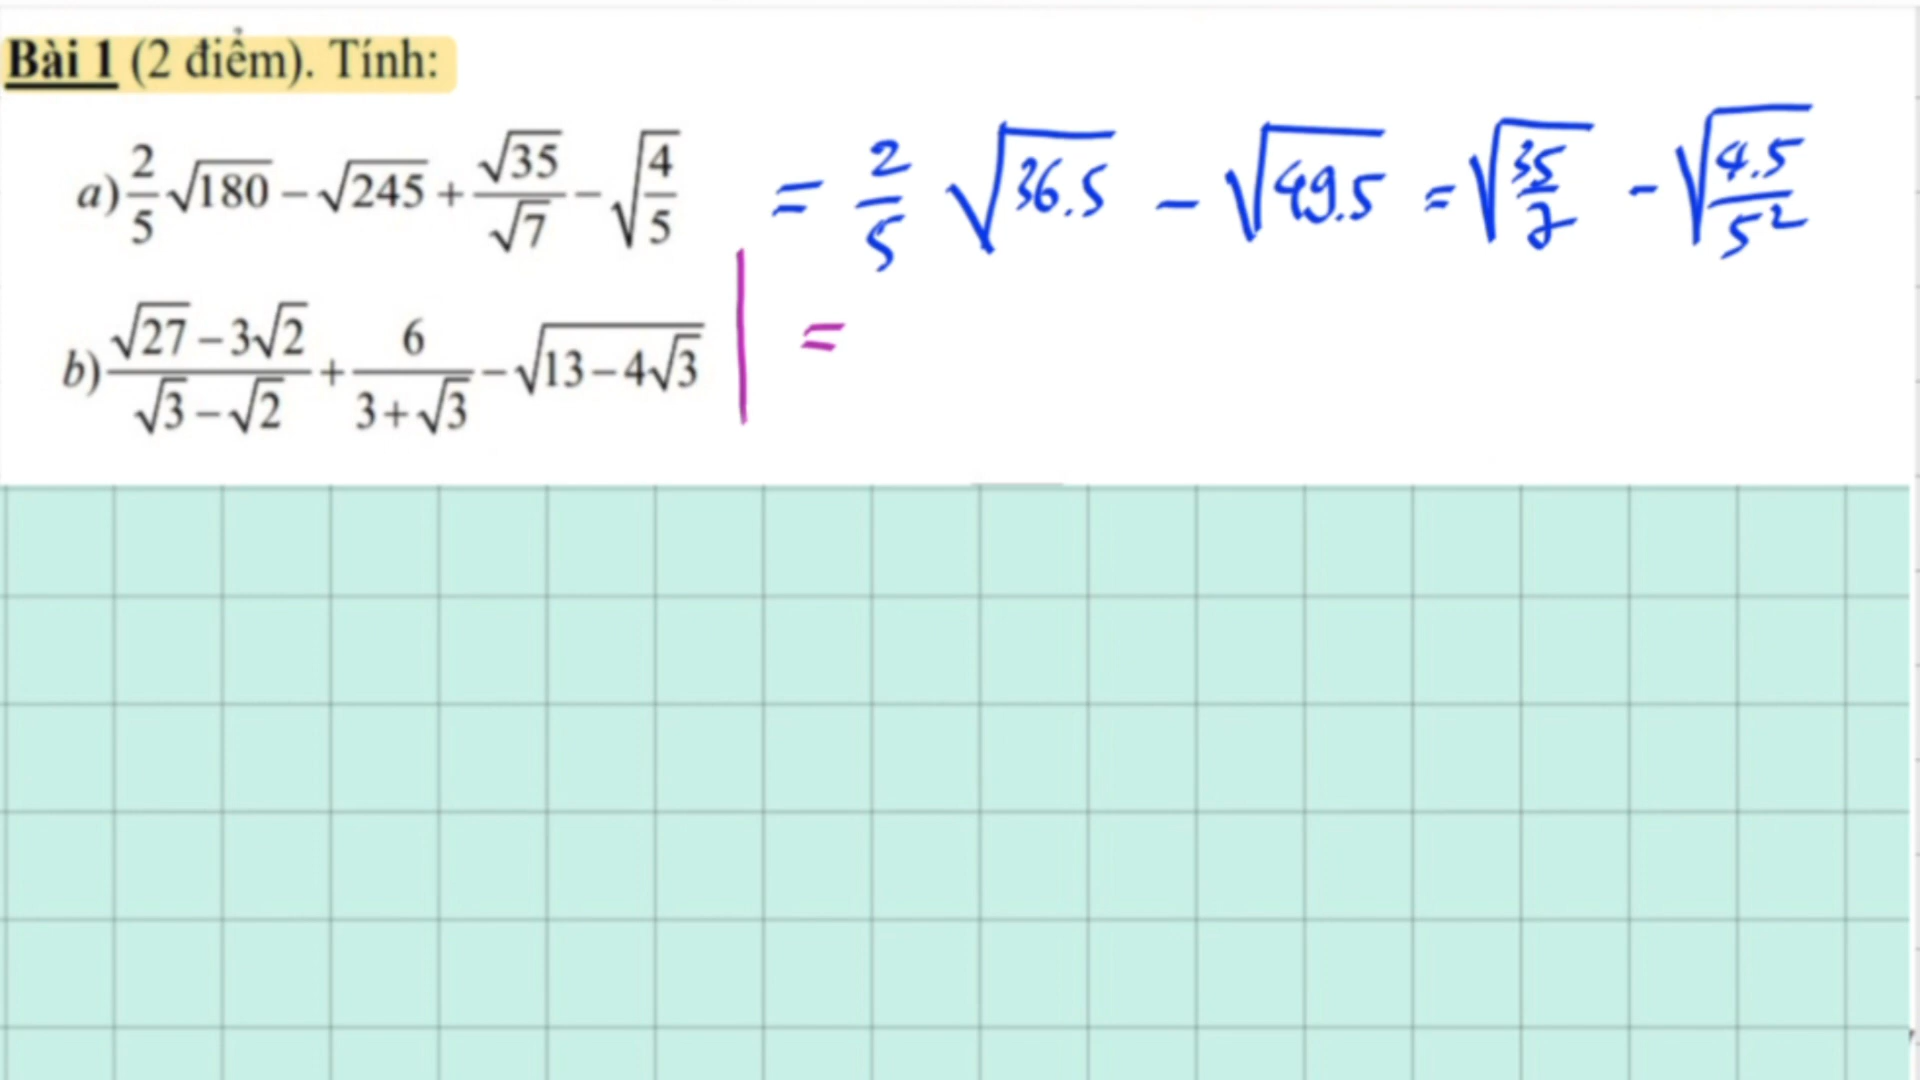 Bài 1 (2 điểm). Tính:
a) 2/5 √180 − √245 + √35/√7 − √(4/5) = 2/5 √36.5 − √49.5 = √(35/7) − √(4.5/5²)
b) (√27 − 3√2)/(√3 − √2) + 6/(3 + √3) − √(13 − 4√3) | =